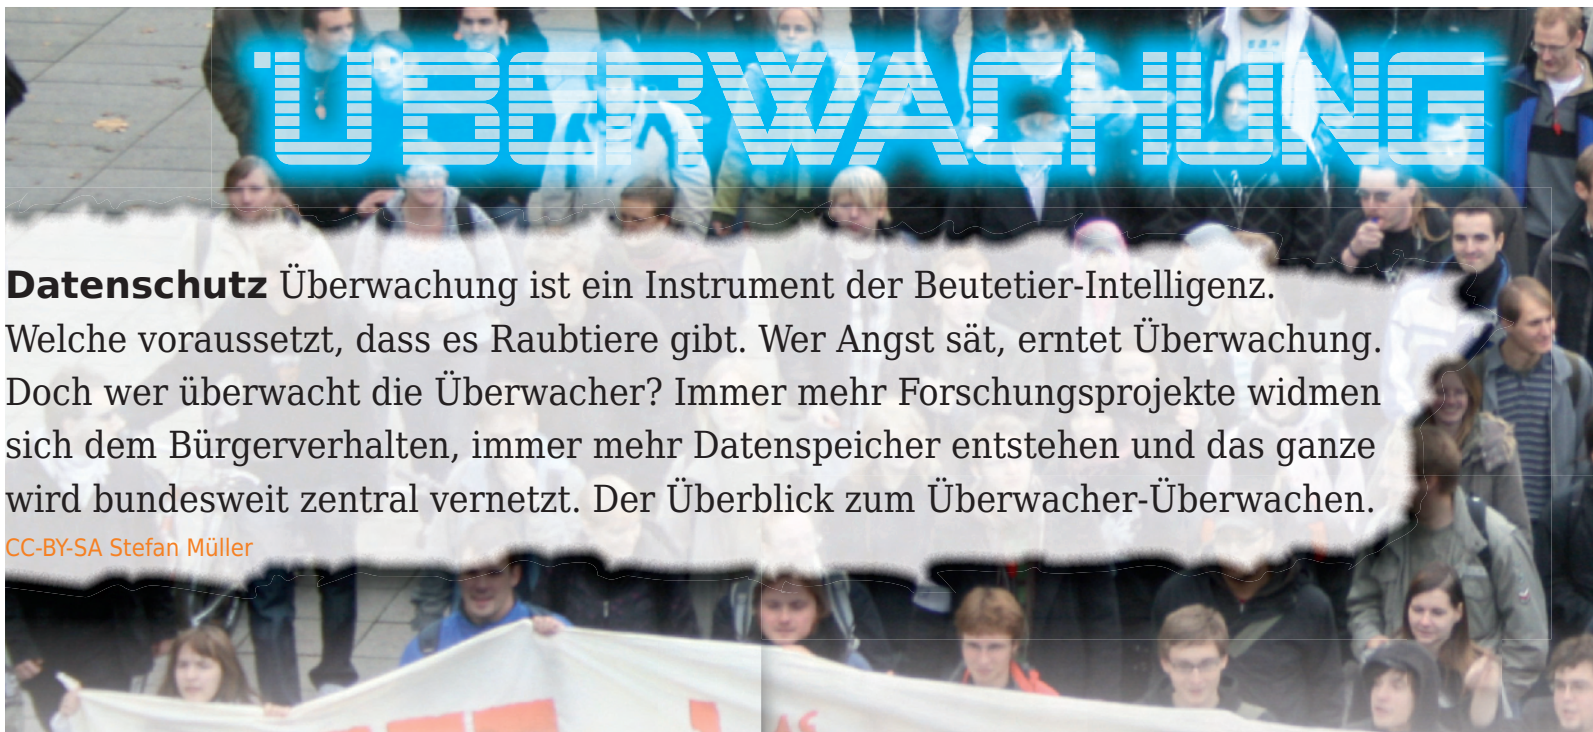 ÜBERWACHUNG
Datenschutz Überwachung ist ein Instrument der Beutetier-Intelligenz.
Welche voraussetzt, dass es Raubtiere gibt. Wer Angst sät, erntet Überwachung.
Doch wer überwacht die Überwacher? Immer mehr Forschungsprojekte widmen
sich dem Bürgerverhalten, immer mehr Datenspeicher entstehen und das ganze
wird bundesweit zentral vernetzt. Der Überblick zum Überwacher-Überwachen.
CC-BY-SA Stefan Müller